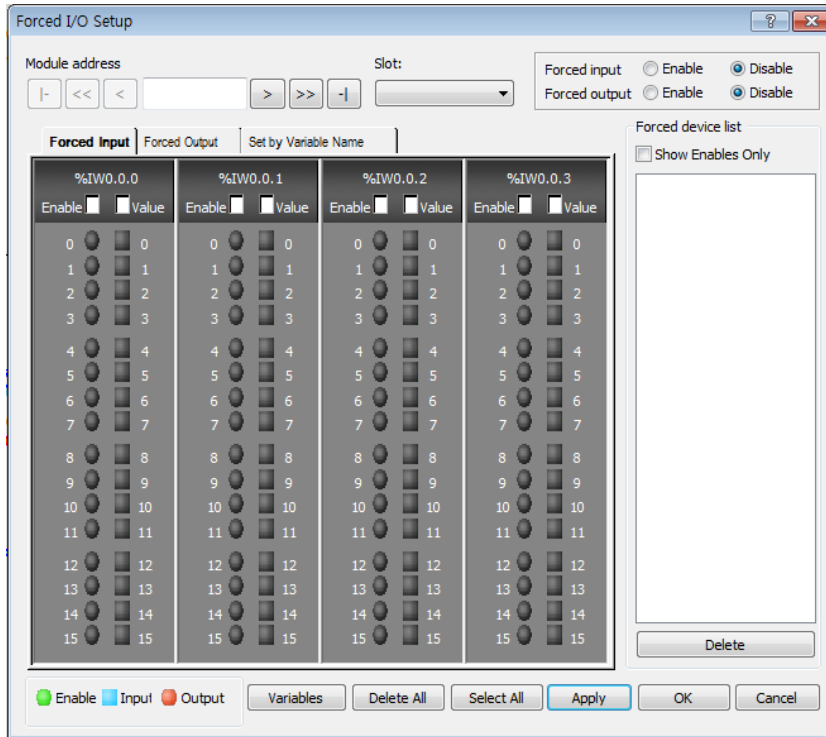 Forced I/O Setup
Module address
Slot:
|- << < > >> -|
Forced input Enable Disable
Forced output Enable Disable
Forced Input Forced Output Set by Variable Name
Forced device list
Show Enables Only
%IW0.0.0 %IW0.0.1 %IW0.0.2 %IW0.0.3
Enable Value Enable Value Enable Value Enable Value
0 0 0 0 0 0 0 0
1 1 1 1 1 1 1 1
2 2 2 2 2 2 2 2
3 3 3 3 3 3 3 3
4 4 4 4 4 4 4 4
5 5 5 5 5 5 5 5
6 6 6 6 6 6 6 6
7 7 7 7 7 7 7 7
8 8 8 8 8 8 8 8
9 9 9 9 9 9 9 9
10 10 10 10 10 10 10 10
11 11 11 11 11 11 11 11
12 12 12 12 12 12 12 12
13 13 13 13 13 13 13 13
14 14 14 14 14 14 14 14
15 15 15 15 15 15 15 15
Delete
Enable Input Output Variables Delete All Select All Apply OK Cancel